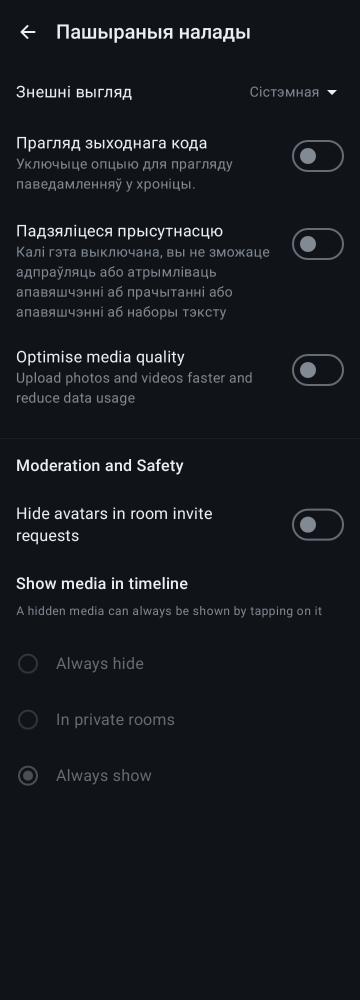 Пашыраныя налады
Знешні выгляд
Сістэмная
Прагляд зыходнага кода
Уключыце опцыю для прагляду
паведамленняў у хроніцы.
Падзяліцеся прысутнасцю
Калі гэта выключана, вы не зможаце
адпраўляць або атрымліваць
апавяшчэнні аб прачытанні або
апавяшчэнні аб наборы тэксту
Optimise media quality
Upload photos and videos faster and
reduce data usage
Moderation and Safety
Hide avatars in room invite
requests
Show media in timeline
A hidden media can always be shown by tapping on it
Always hide
In private rooms
Always show